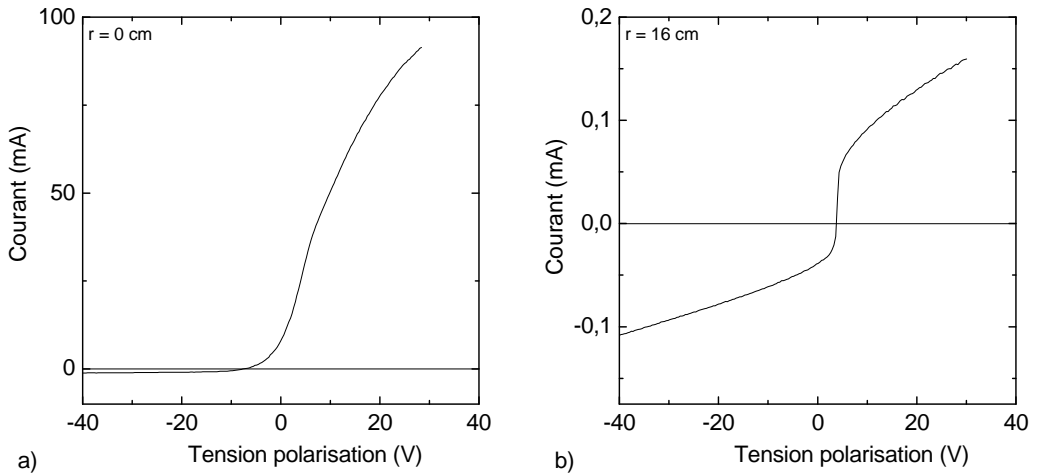 r = 0 cm
100
50
0
Courant (mA)
-40 -20 0 20 40
Tension polarisation (V)
a)
r = 16 cm
0,2
0,1
0,0
-0,1
Courant (mA)
-40 -20 0 20 40
Tension polarisation (V)
b)